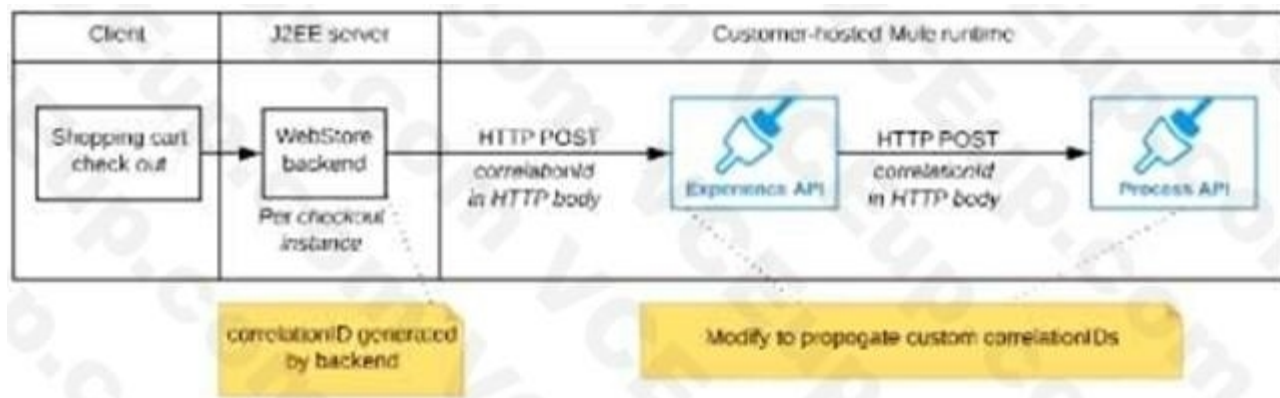 Client
J2EE server
Customer-hosted Mule runtime
Shopping cart
check out
WebStore
backend
Per checkout
instance
HTTP POST
correlationId
in HTTP body
Experience API
HTTP POST
correlationId
in HTTP body
Process API
correlationID generated
by backend
Modify to propogate custom correlationIDs